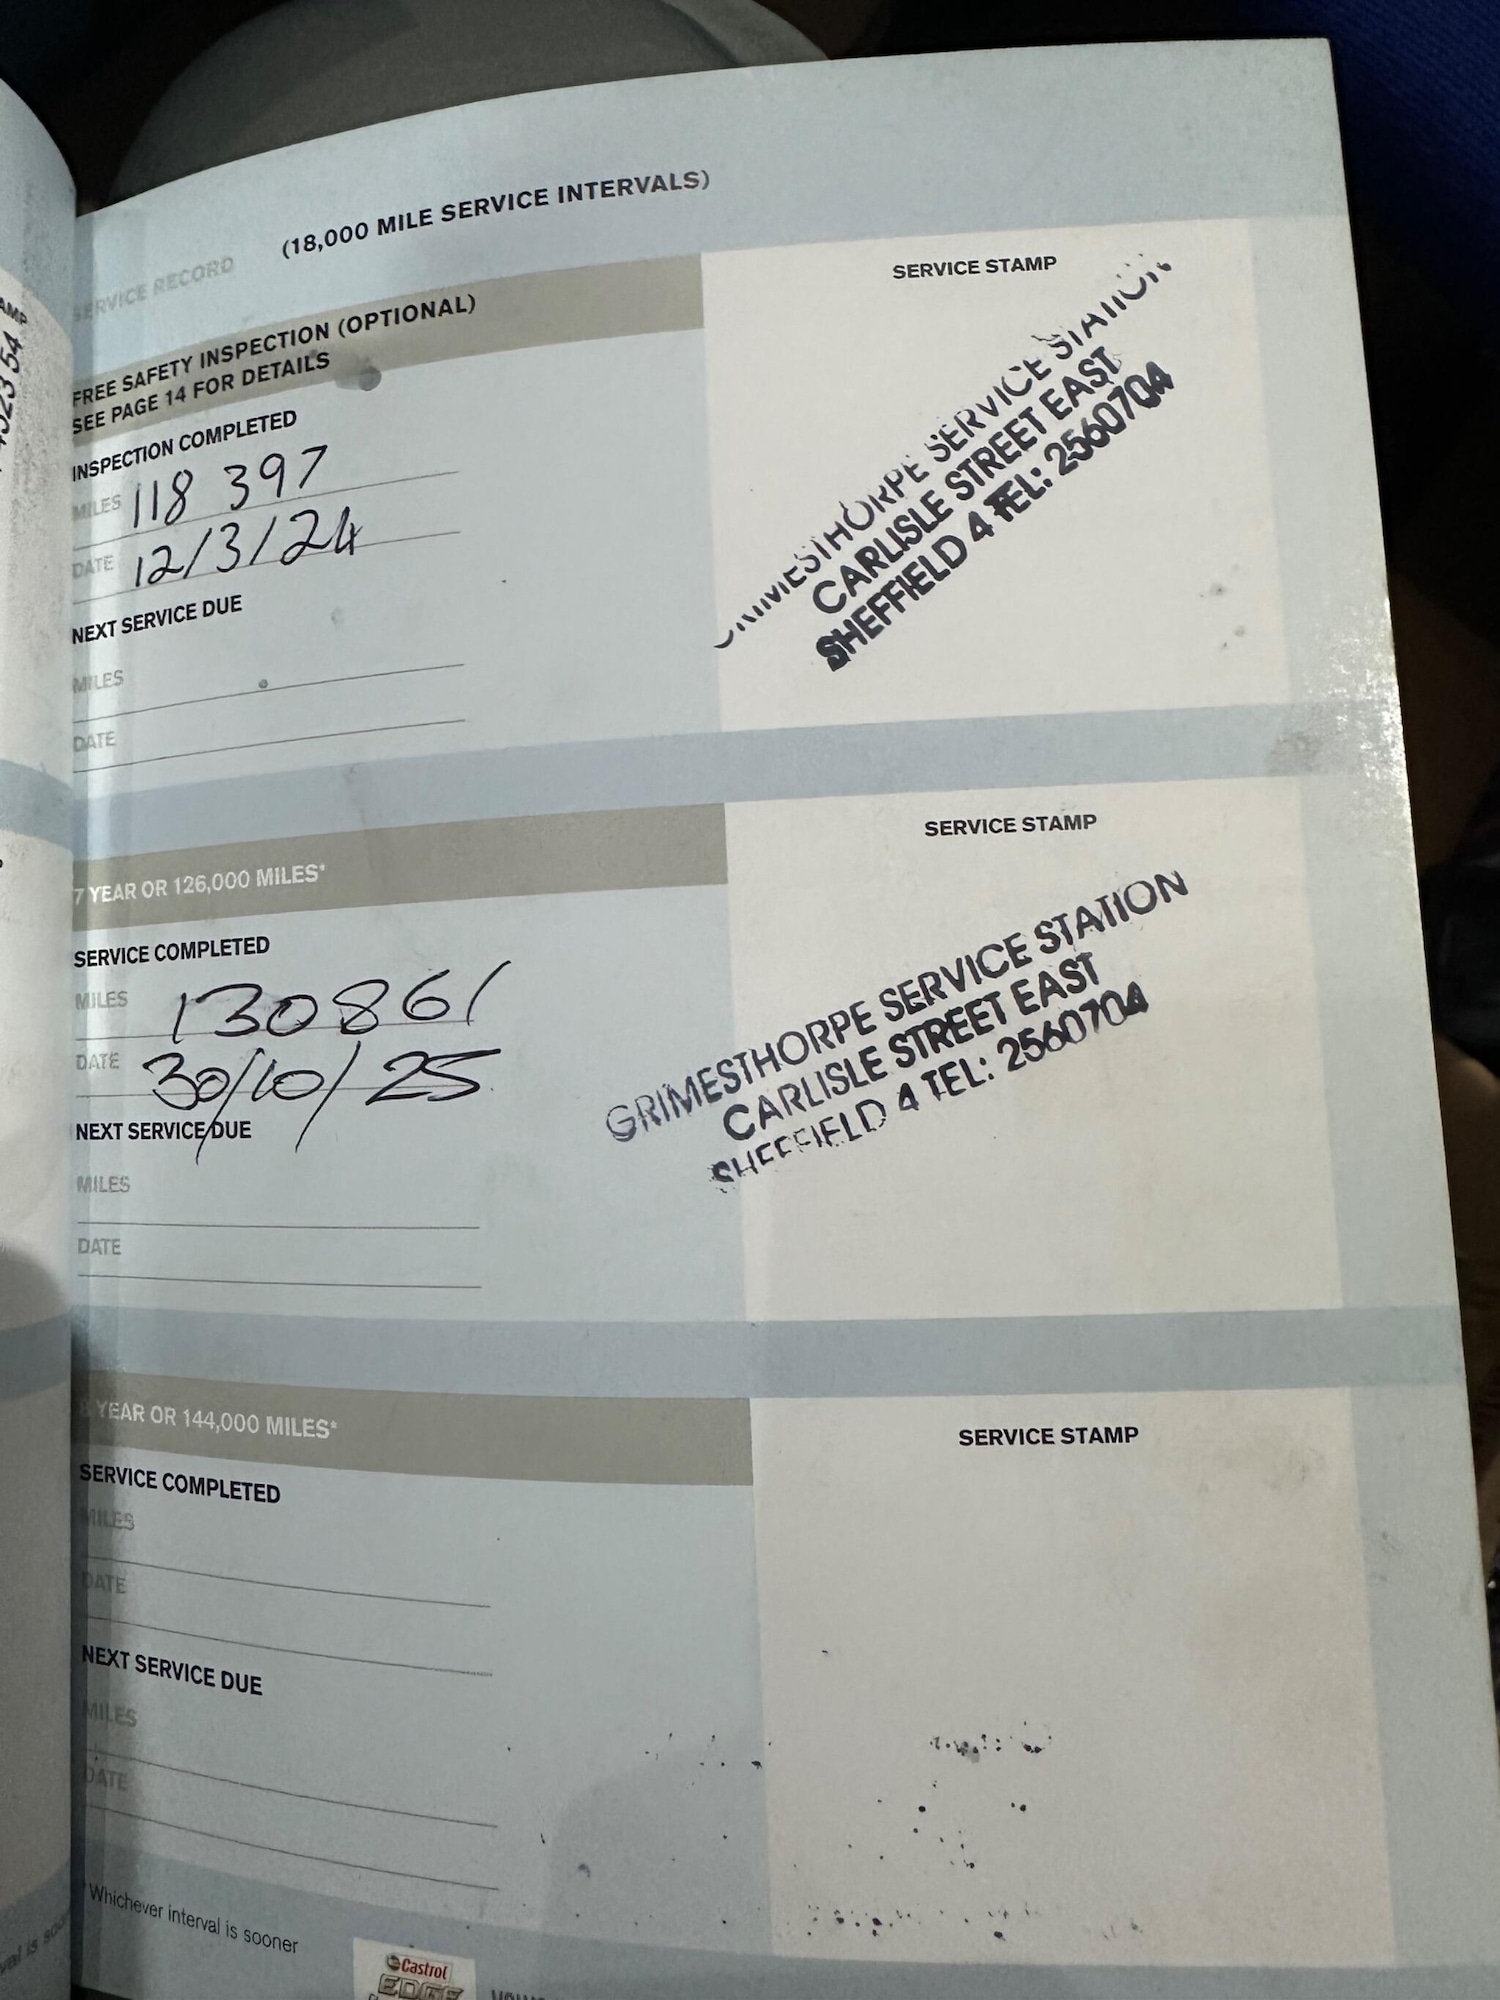 (18,000 MILE SERVICE INTERVALS)
SERVICE RECORD
FREE SAFETY INSPECTION (OPTIONAL)
SEE PAGE 14 FOR DETAILS
INSPECTION COMPLETED
MILES 118 397
DATE 12/3/24
NEXT SERVICE DUE
MILES
DATE
SERVICE STAMP
GRIMESTHORPE SERVICE STATION
CARLISLE STREET EAST
SHEFFIELD 4 TEL: 2560704
7 YEAR OR 126,000 MILES*
SERVICE COMPLETED
MILES 130861
DATE 30/10/25
NEXT SERVICE DUE
MILES
DATE
SERVICE STAMP
GRIMESTHORPE SERVICE STATION
CARLISLE STREET EAST
SHEFFIELD 4 TEL: 2560704
8 YEAR OR 144,000 MILES*
SERVICE COMPLETED
MILES
DATE
NEXT SERVICE DUE
MILES
DATE
SERVICE STAMP
* Whichever interval is sooner
Castrol
EDGE